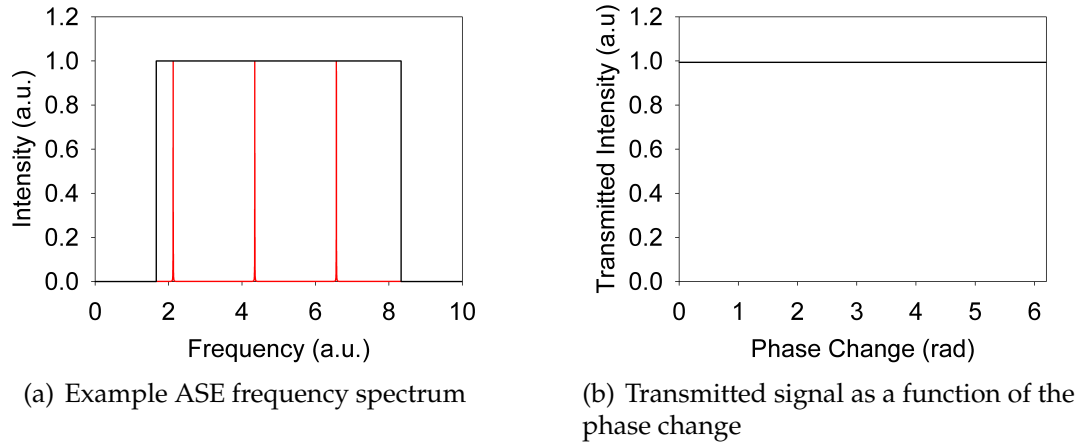 Intensity (a.u.)
1.2
1.0
0.8
0.6
0.4
0.2
0.0
0 2 4 6 8 10
Frequency (a.u.)
(a) Example ASE frequency spectrum
Transmitted Intensity (a.u)
1.2
1.0
0.8
0.6
0.4
0.2
0.0
0 1 2 3 4 5 6
Phase Change (rad)
(b) Transmitted signal as a function of the
phase change